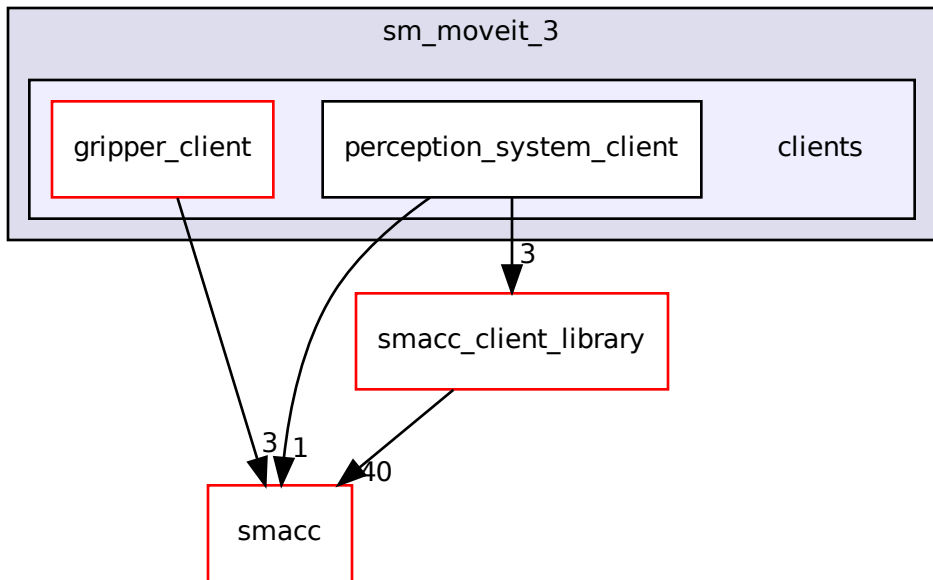 sm_moveit_3
gripper_client
perception_system_client
clients
3
smacc_client_library
3
1
40
smacc